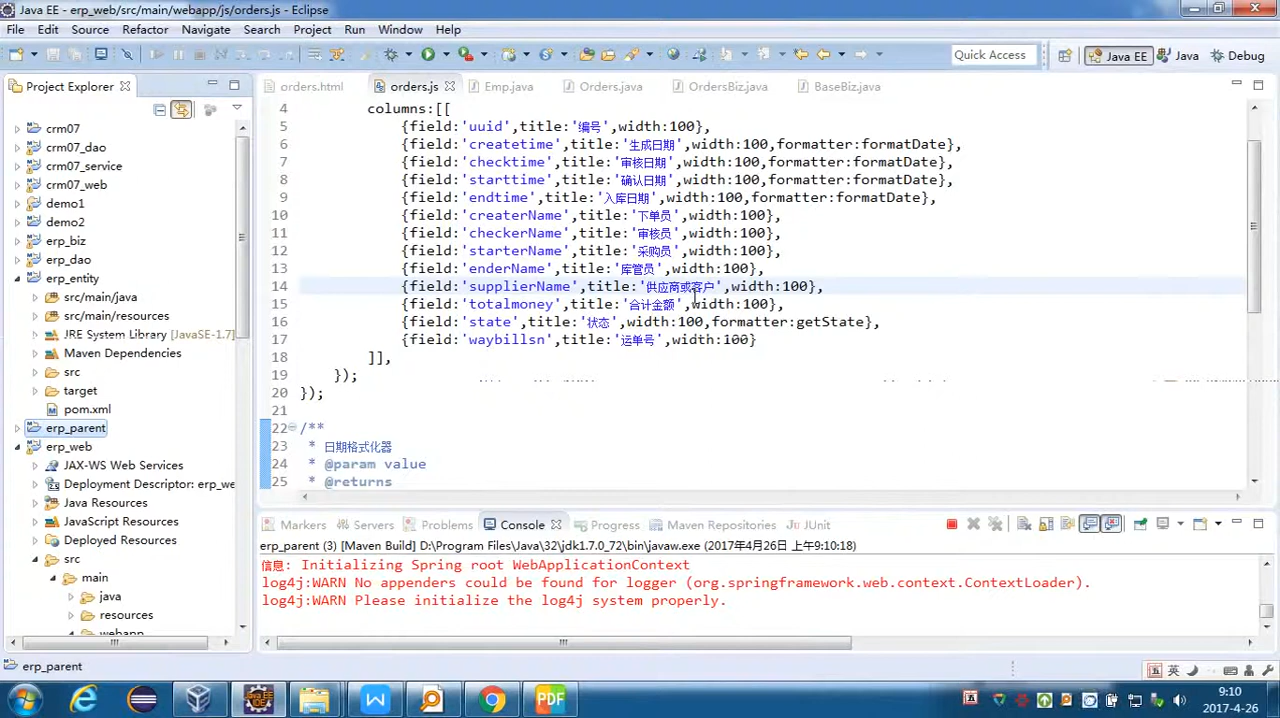 Java EE - erp_web/src/main/webapp/js/orders.js - Eclipse
File Edit Source Refactor Navigate Search Project Run Window Help
Quick Access Java EE Java Debug
Project Explorer
crm07
crm07_dao
crm07_service
crm07_web
demo1
demo2
erp_biz
erp_dao
erp_entity
src/main/java
src/main/resources
JRE System Library [JavaSE-1.7]
Maven Dependencies
src
target
pom.xml
erp_parent
erp_web
JAX-WS Web Services
Deployment Descriptor: erp_we
Java Resources
JavaScript Resources
Deployed Resources
src
main
java
resources
webapp
orders.html orders.js Emp.java Orders.java OrdersBiz.java BaseBiz.java
4 columns:[[
5 {field:'uuid',title:'编号',width:100},
6 {field:'createtime',title:'生成日期',width:100,formatter:formatDate},
7 {field:'checktime',title:'审核日期',width:100,formatter:formatDate},
8 {field:'starttime',title:'确认日期',width:100,formatter:formatDate},
9 {field:'endtime',title:'入库日期',width:100,formatter:formatDate},
10 {field:'createrName',title:'下单员',width:100},
11 {field:'checkerName',title:'审核员',width:100},
12 {field:'starterName',title:'采购员',width:100},
13 {field:'enderName',title:'库管员',width:100},
14 {field:'supplierName',title:'供应商或客户',width:100},
15 {field:'totalmoney',title:'合计金额',width:100},
16 {field:'state',title:'状态',width:100,formatter:getState},
17 {field:'waybillsn',title:'运单号',width:100}
18 ]],
19 });
20 });
21
22 /**
23 * 日期格式化器
24 * @param value
25 * @returns
Markers Servers Problems Console Progress Maven Repositories JUnit
erp_parent (3) [Maven Build] D:\Program Files\Java\32\jdk1.7.0_72\bin\javaw.exe (2017年4月26日 上午9:10:18)
信息: Initializing Spring root WebApplicationContext
log4j:WARN No appenders could be found for logger (org.springframework.web.context.ContextLoader).
log4j:WARN Please initialize the log4j system properly.
erp_parent
英
9:10
2017-4-26